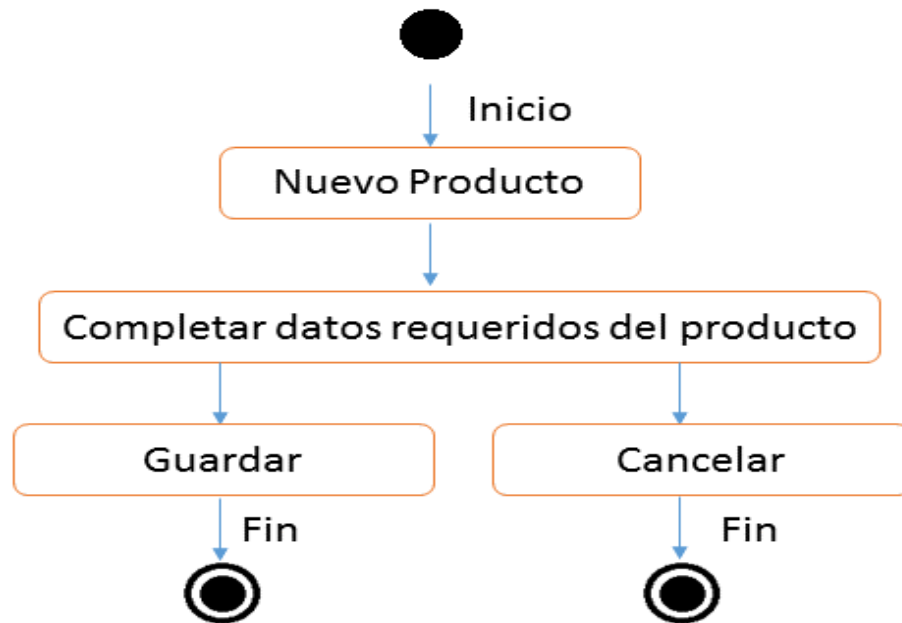 Inicio
Nuevo Producto
Completar datos requeridos del producto
Guardar
Cancelar
Fin
Fin